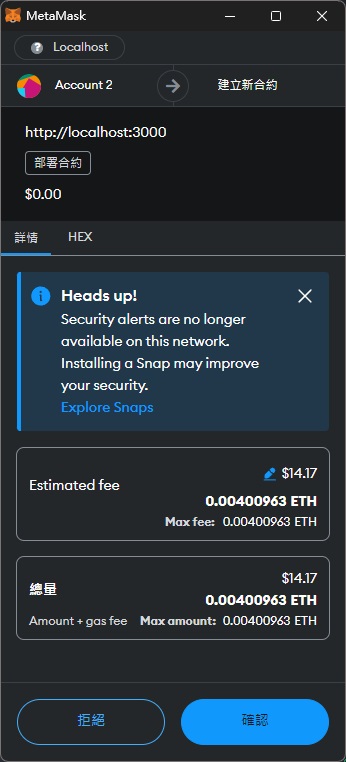 MetaMask
Localhost
Account 2
建立新合約
http://localhost:3000
部署合約
$0.00
詳情 HEX
Heads up!
Security alerts are no longer
available on this network.
Installing a Snap may improve
your security.
Explore Snaps
$14.17
Estimated fee
0.00400963 ETH
Max fee: 0.00400963 ETH
$14.17
總量
0.00400963 ETH
Amount + gas fee Max amount: 0.00400963 ETH
拒絕 確認